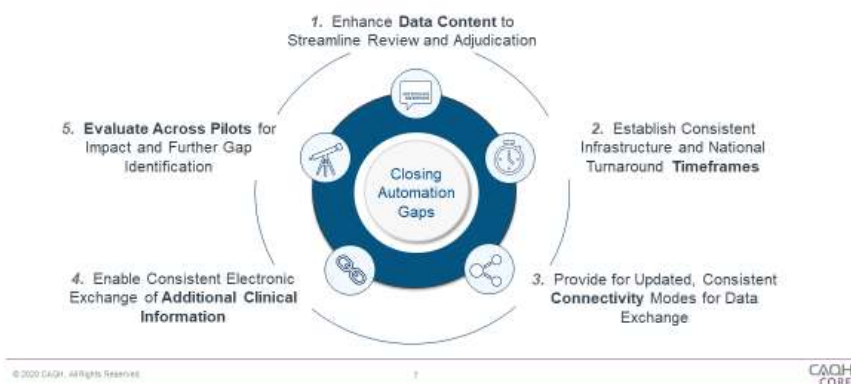 1. Enhance Data Content to
Streamline Review and Adjudication
5. Evaluate Across Pilots for
Impact and Further Gap
Identification
2. Establish Consistent
Infrastructure and National
Turnaround Timeframes
Closing
Automation
Gaps
4. Enable Consistent Electronic
Exchange of Additional Clinical
Information
3. Provide for Updated, Consistent
Connectivity Modes for Data
Exchange
© 2020 CAQH, All Rights Reserved.
7
CAQH
CORE